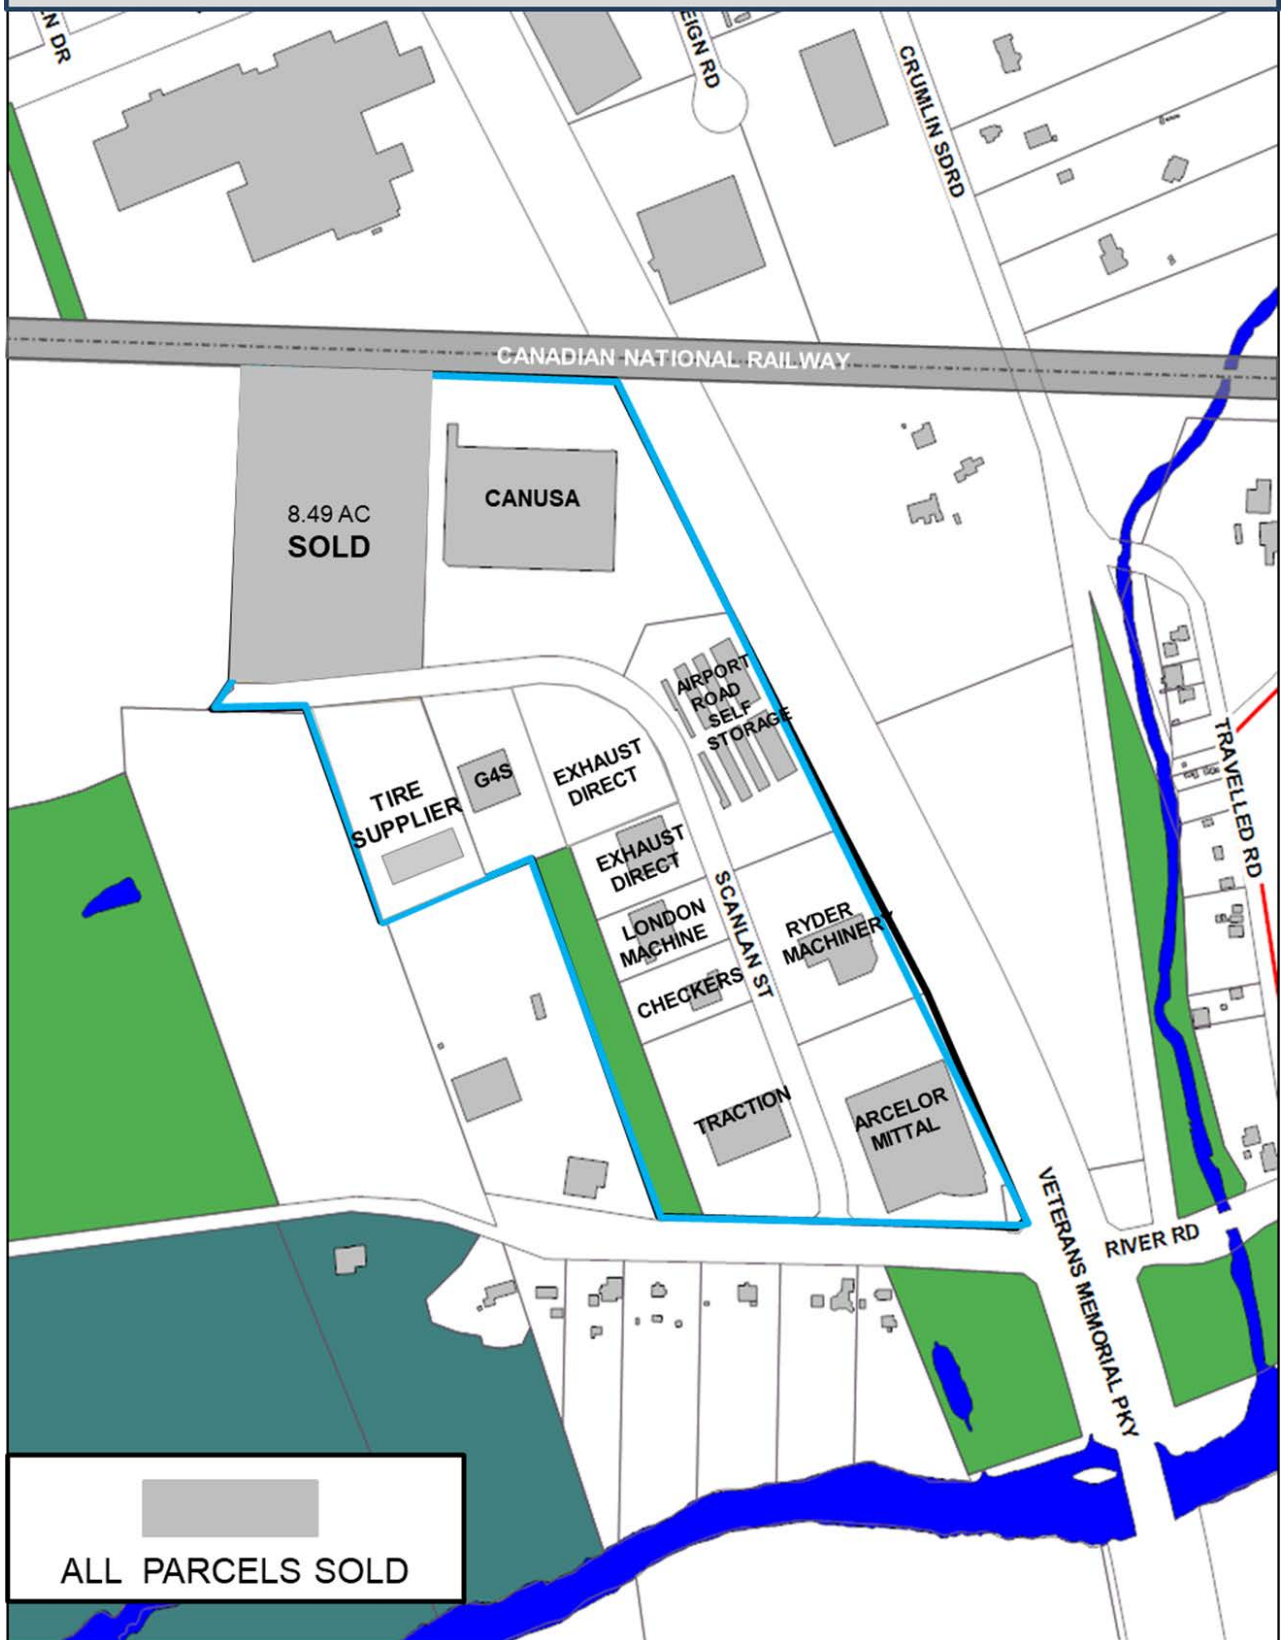 N DR
EIGN RD
CRUMLIN SDRD
CANADIAN NATIONAL RAILWAY
8.49 AC
SOLD
CANUSA
AIRPORT
ROAD
SELF
STORAGE
TIRE
SUPPLIER
G4S
EXHAUST
DIRECT
EXHAUST
DIRECT
LONDON
MACHINE
CHECKERS
SCANLAN ST
RYDER
MACHINERY
TRACTION
ARCELOR
MITTAL
TRAVELLED RD
VETERANS MEMORIAL PKY
RIVER RD
ALL PARCELS SOLD